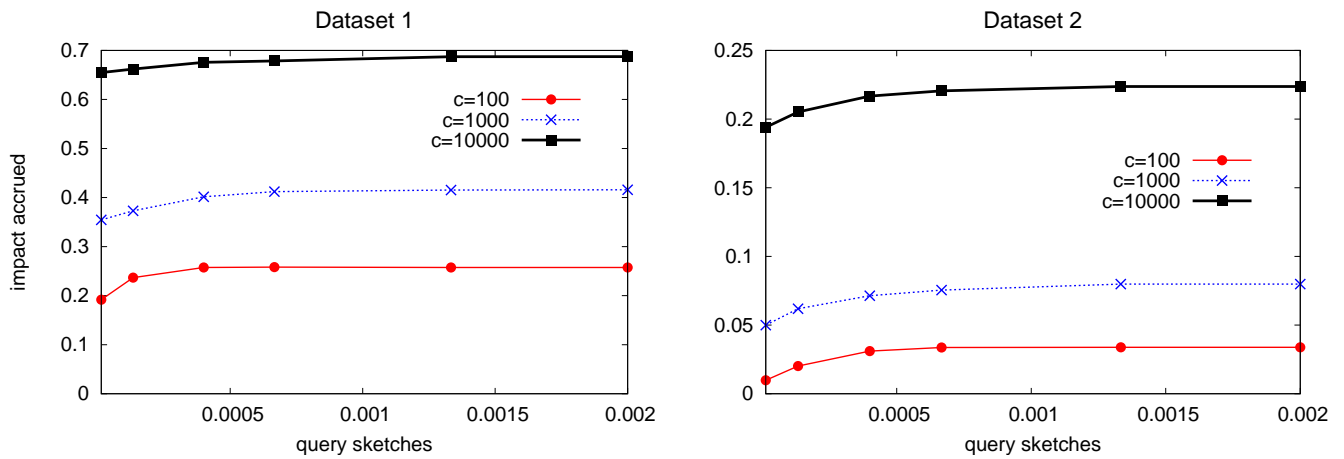 Dataset 1
0.7
0.6
0.5
0.4
0.3
0.2
0.1
0
impact accrued
c=100
c=1000
c=10000
0.0005
0.001
0.0015
0.002
query sketches
Dataset 2
0.25
0.2
0.15
0.1
0.05
0
c=100
c=1000
c=10000
0.0005
0.001
0.0015
0.002
query sketches